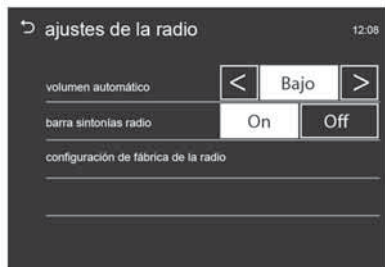 ajustes de la radio 12:08
volumen automático < Bajo >
barra sintonías radio On Off
configuración de fábrica de la radio